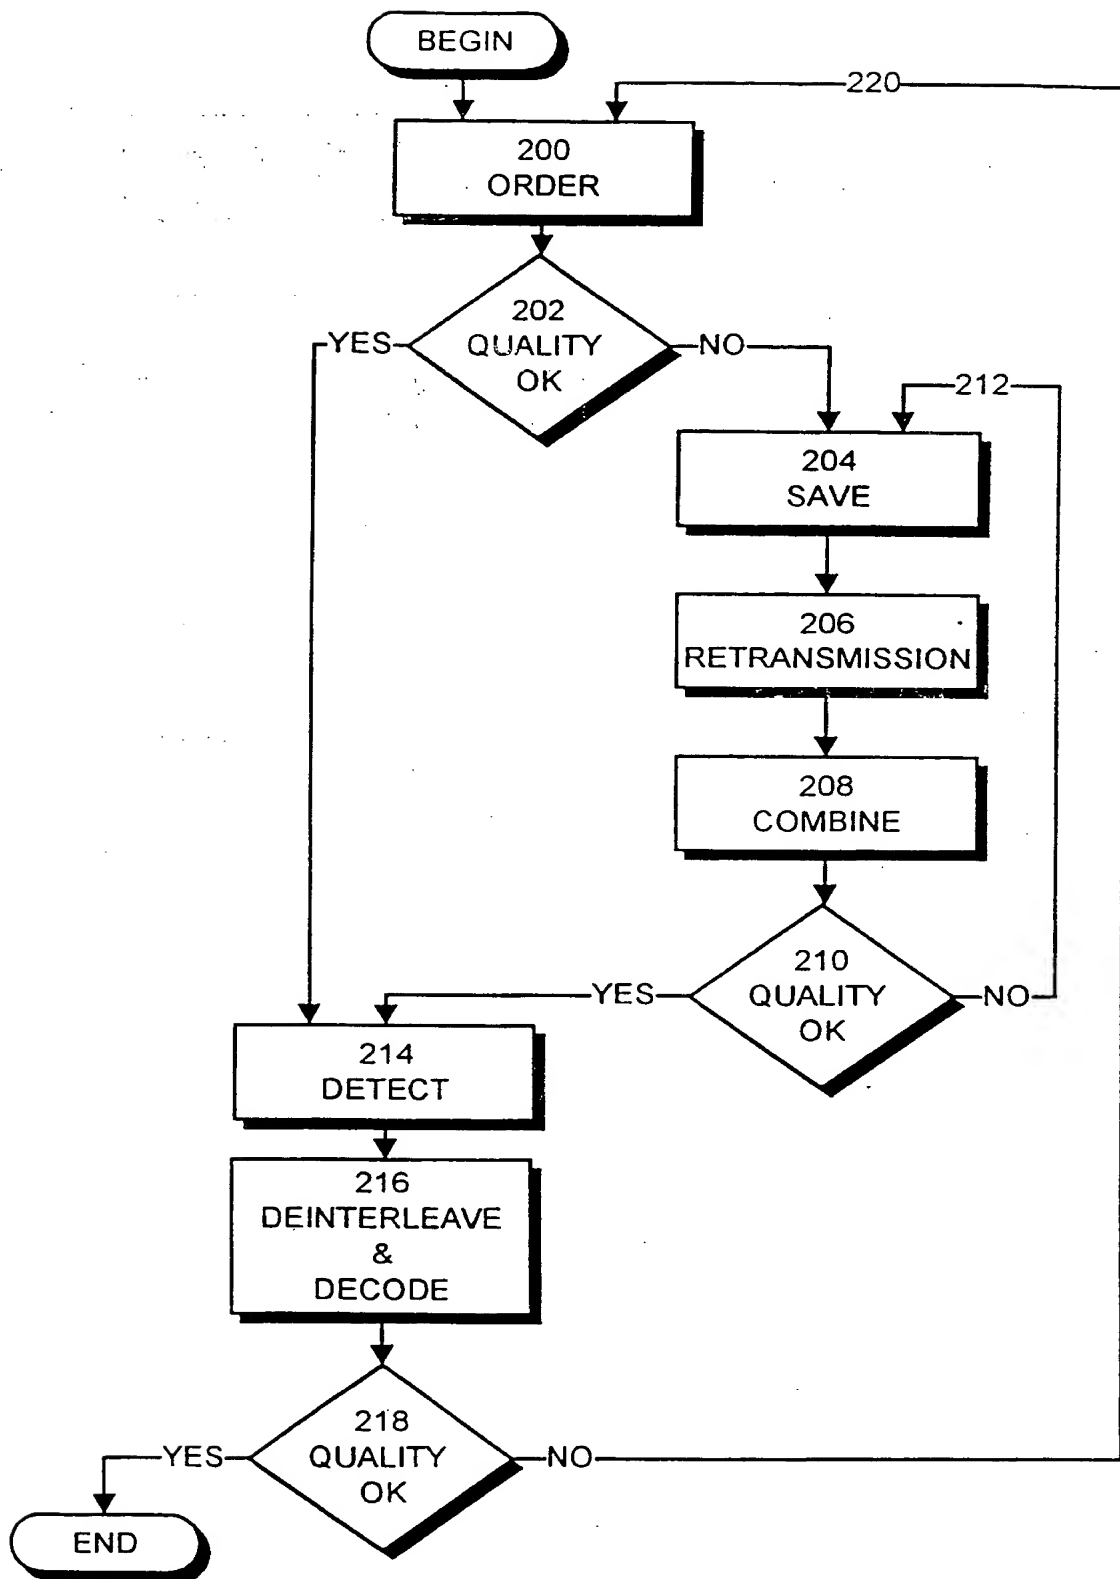 BEGIN
220
200
ORDER
202
QUALITY
OK
YES
NO
212
204
SAVE
206
RETRANSMISSION
208
COMBINE
210
QUALITY
OK
YES
NO
214
DETECT
216
DEINTERLEAVE
&
DECODE
218
QUALITY
OK
YES
NO
END